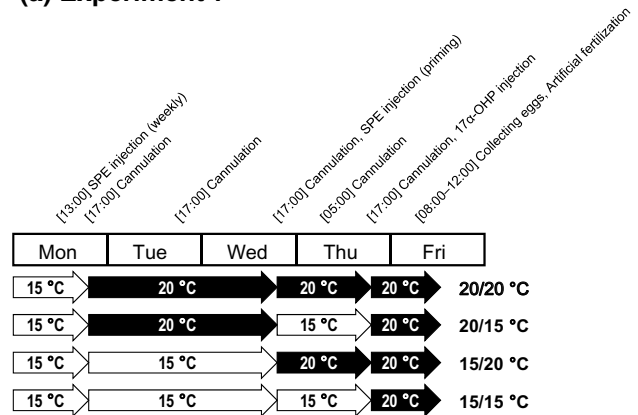 (a) Experiment
[13:00] SPE injection (weekly)
[17:00] Cannulation
[17:00] Cannulation
[17:00] Cannulation, SPE injection (priming)
[05:00] Cannulation
[17:00] Cannulation, 17α-OHP injection
[08:00–12:00] Collecting eggs, Artificial fertilization
Mon Tue Wed Thu Fri
15 °C 20 °C 20 °C 20 °C 20/20 °C
15 °C 20 °C 15 °C 20 °C 20/15 °C
15 °C 15 °C 20 °C 20 °C 15/20 °C
15 °C 15 °C 15 °C 20 °C 15/15 °C